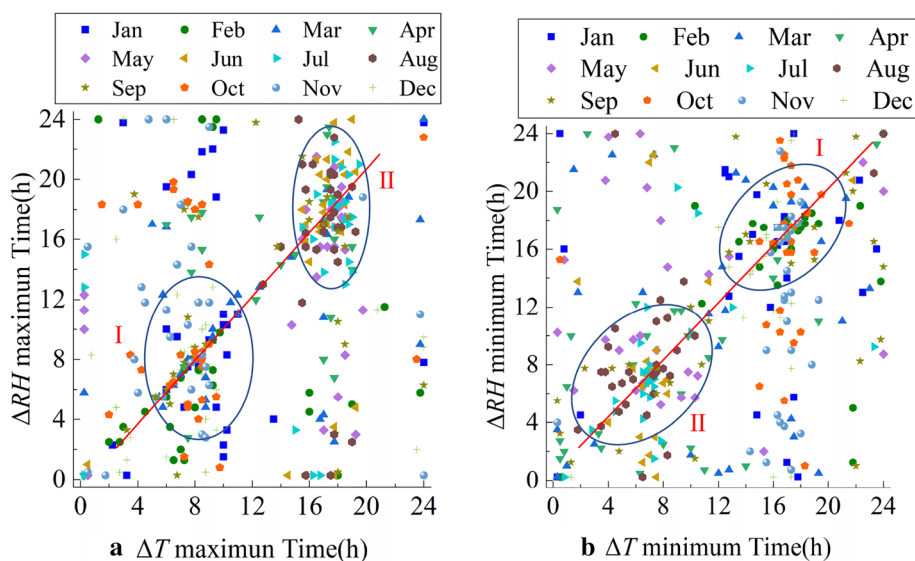 Jan Feb Mar Apr
May Jun Jul Aug
Sep Oct Nov Dec
ΔRH maximun Time(h)
24
20
16
12
8
4
0
I
II
0 4 8 12 16 20 24
a ΔT maximun Time(h)
Jan Feb Mar Apr
May Jun Jul Aug
Sep Oct Nov Dec
ΔRH minimum Time(h)
24
20
16
12
8
4
0
I
II
0 4 8 12 16 20 24
b ΔT minimum Time(h)